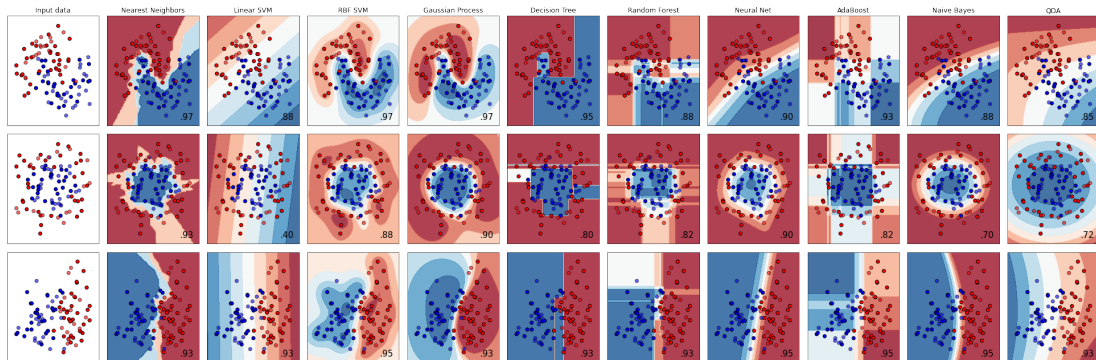 Input data
Nearest Neighbors
Linear SVM
RBF SVM
Gaussian Process
Decision Tree
Random Forest
Neural Net
AdaBoost
Naive Bayes
QDA
.97
.88
.97
.97
.95
.88
.90
.93
.88
.85
.93
.40
.88
.90
.80
.82
.90
.82
.70
.72
.93
.93
.95
.93
.93
.93
.95
.95
.95
.93